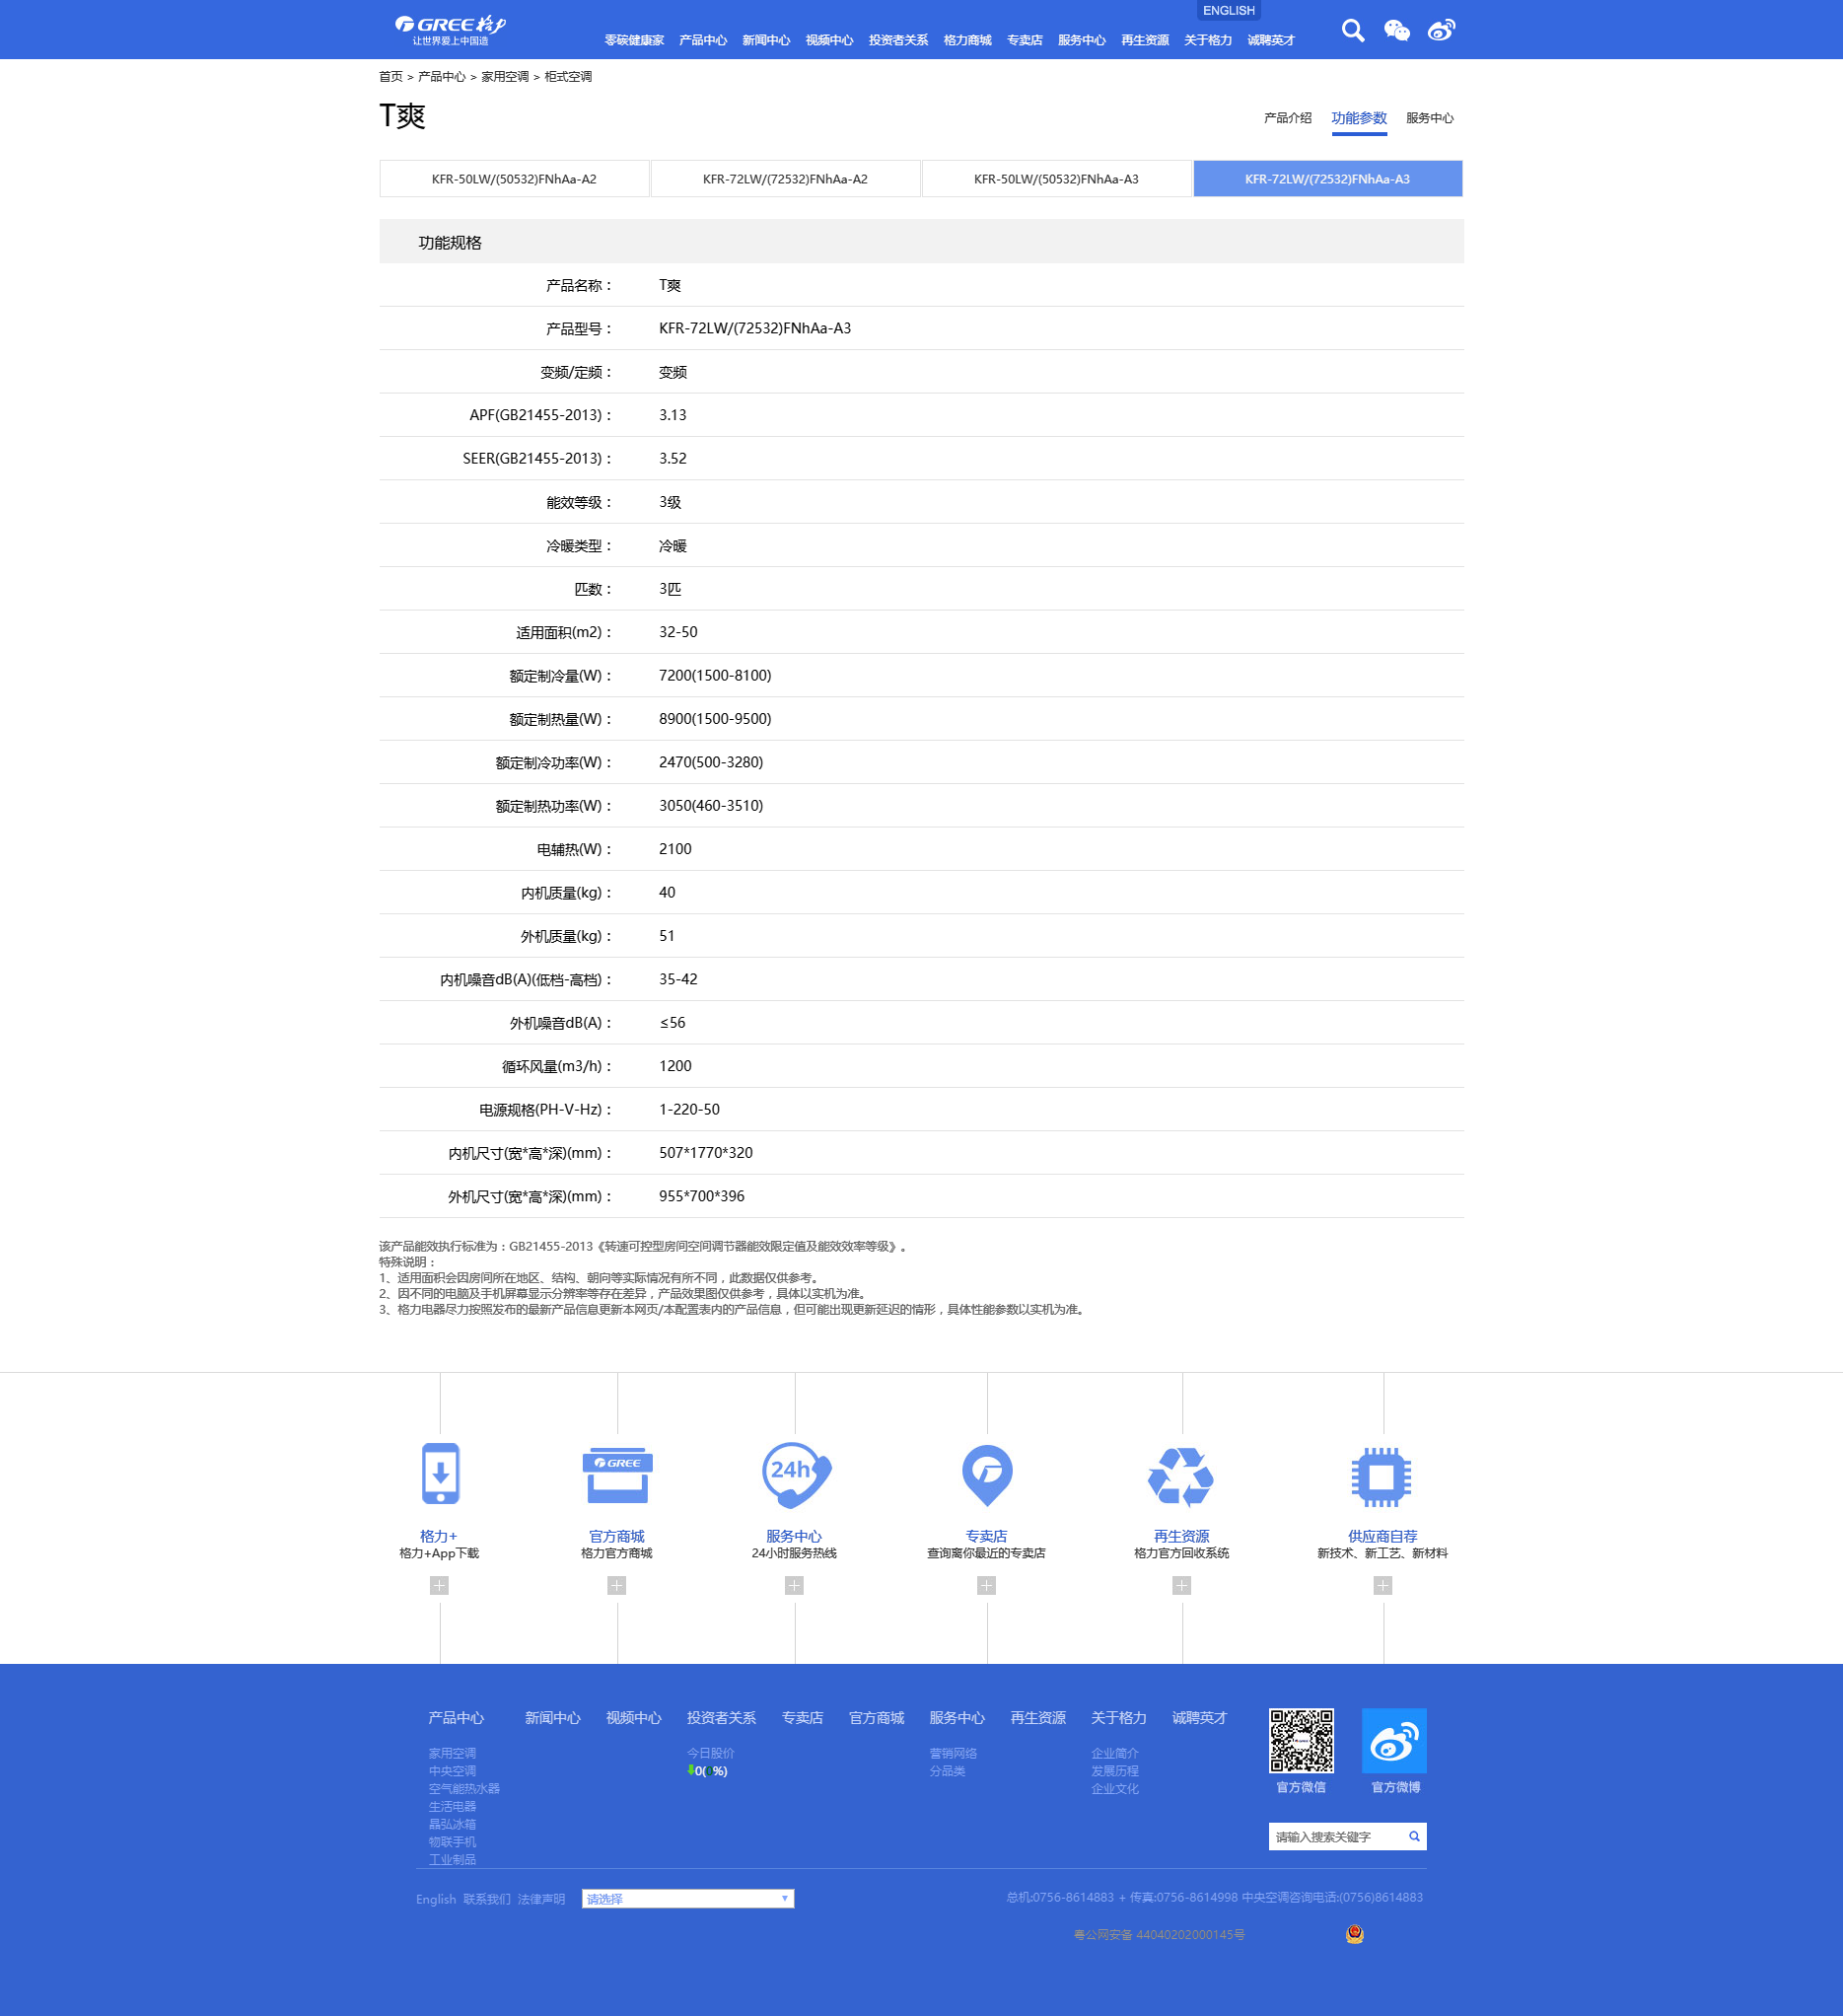 GREE格力
让世界爱上中国造
ENGLISH
零碳健康家 产品中心 新闻中心 视频中心 投资者关系 格力商城 专卖店 服务中心 再生资源 关于格力 诚聘英才
首页 > 产品中心 > 家用空调 > 柜式空调
T爽
产品介绍 功能参数 服务中心
KFR-50LW/(50532)FNhAa-A2 KFR-72LW/(72532)FNhAa-A2 KFR-50LW/(50532)FNhAa-A3 KFR-72LW/(72532)FNhAa-A3
功能规格
产品名称： T爽
产品型号： KFR-72LW/(72532)FNhAa-A3
变频/定频： 变频
APF(GB21455-2013)： 3.13
SEER(GB21455-2013)： 3.52
能效等级： 3级
冷暖类型： 冷暖
匹数： 3匹
适用面积(m2)： 32-50
额定制冷量(W)： 7200(1500-8100)
额定制热量(W)： 8900(1500-9500)
额定制冷功率(W)： 2470(500-3280)
额定制热功率(W)： 3050(460-3510)
电辅热(W)： 2100
内机质量(kg)： 40
外机质量(kg)： 51
内机噪音dB(A)(低档-高档)： 35-42
外机噪音dB(A)： ≤56
循环风量(m3/h)： 1200
电源规格(PH-V-Hz)： 1-220-50
内机尺寸(宽*高*深)(mm)： 507*1770*320
外机尺寸(宽*高*深)(mm)： 955*700*396
该产品能效执行标准为：GB21455-2013《转速可控型房间空间调节器能效限定值及能效效率等级》。
特殊说明：
1、适用面积会因房间所在地区、结构、朝向等实际情况有所不同，此数据仅供参考。
2、因不同的电脑及手机屏幕显示分辨率等存在差异，产品效果图仅供参考，具体以实机为准。
3、格力电器尽力按照发布的最新产品信息更新本网页/本配置表内的产品信息，但可能出现更新延迟的情形，具体性能参数以实机为准。
GREE 24h
格力+ 官方商城 服务中心 专卖店 再生资源 供应商自荐
格力+App下载 格力官方商城 24小时服务热线 查询离你最近的专卖店 格力官方回收系统 新技术、新工艺、新材料
产品中心 新闻中心 视频中心 投资者关系 专卖店 官方商城 服务中心 再生资源 关于格力 诚聘英才
家用空调 今日股价 营销网络 企业简介
中央空调 0(0%) 分品类 发展历程
空气能热水器 企业文化
生活电器
晶弘冰箱
物联手机
工业制品
官方微信 官方微博
请输入搜索关键字
English 联系我们 法律声明 请选择
总机:0756-8614883 + 传真:0756-8614998 中央空调咨询电话:(0756)8614883
粤公网安备 44040202000145号